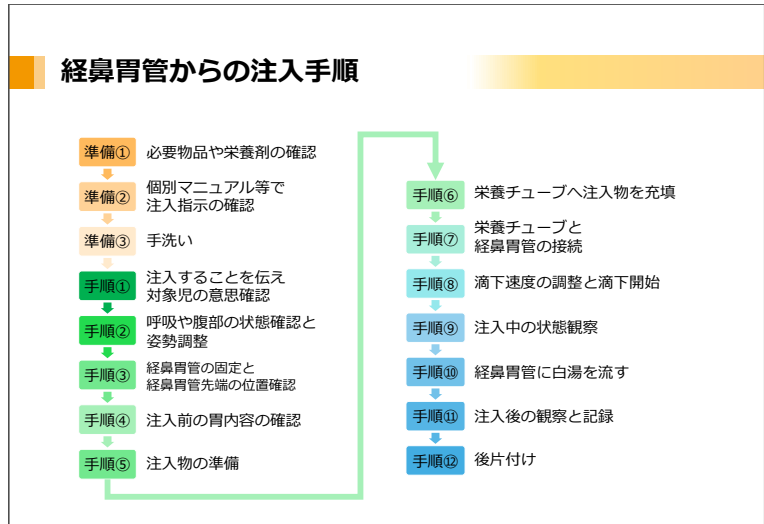 経鼻胃管からの注入手順
準備① 必要物品や栄養剤の確認
準備② 個別マニュアル等で
注入指示の確認
準備③ 手洗い
手順① 注入することを伝え
対象児の意思確認
手順② 呼吸や腹部の状態確認と
姿勢調整
手順③ 経鼻胃管の固定と
経鼻胃管先端の位置確認
手順④ 注入前の胃内容の確認
手順⑤ 注入物の準備
手順⑥ 栄養チューブへ注入物を充填
手順⑦ 栄養チューブと
経鼻胃管の接続
手順⑧ 滴下速度の調整と滴下開始
手順⑨ 注入中の状態観察
手順⑩ 経鼻胃管に白湯を流す
手順⑪ 注入後の観察と記録
手順⑫ 後片付け